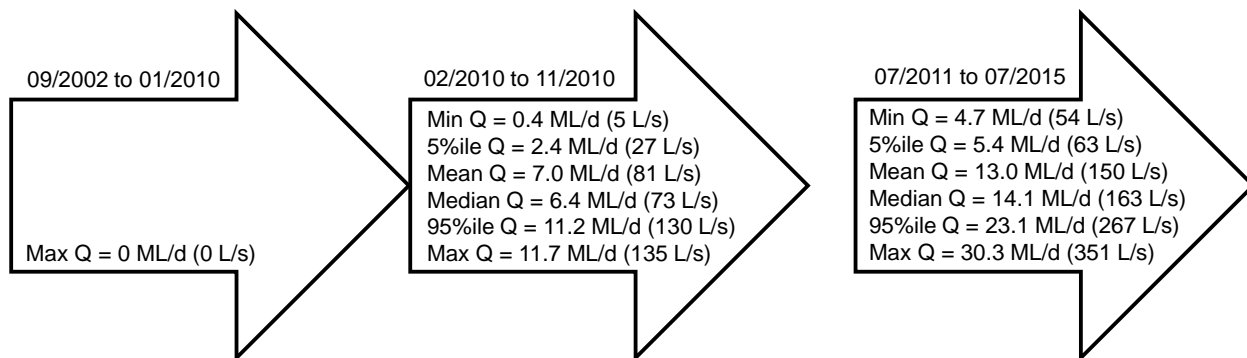 09/2002 to 01/2010
Max Q = 0 ML/d (0 L/s)
02/2010 to 11/2010
Min Q = 0.4 ML/d (5 L/s)
5%ile Q = 2.4 ML/d (27 L/s)
Mean Q = 7.0 ML/d (81 L/s)
Median Q = 6.4 ML/d (73 L/s)
95%ile Q = 11.2 ML/d (130 L/s)
Max Q = 11.7 ML/d (135 L/s)
07/2011 to 07/2015
Min Q = 4.7 ML/d (54 L/s)
5%ile Q = 5.4 ML/d (63 L/s)
Mean Q = 13.0 ML/d (150 L/s)
Median Q = 14.1 ML/d (163 L/s)
95%ile Q = 23.1 ML/d (267 L/s)
Max Q = 30.3 ML/d (351 L/s)